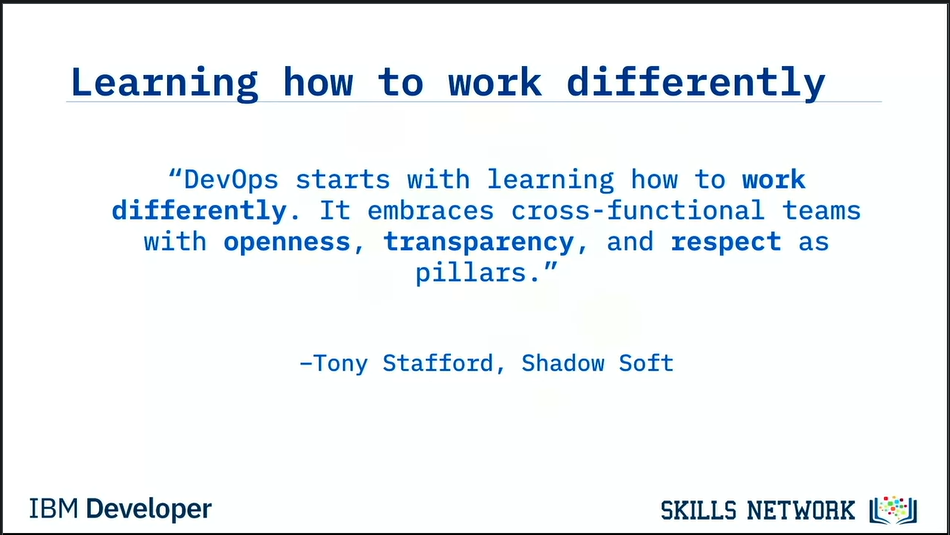 Learning how to work differently
“DevOps starts with learning how to work
differently. It embraces cross-functional teams
with openness, transparency, and respect as
pillars.”
–Tony Stafford, Shadow Soft
IBM Developer
SKILLS NETWORK